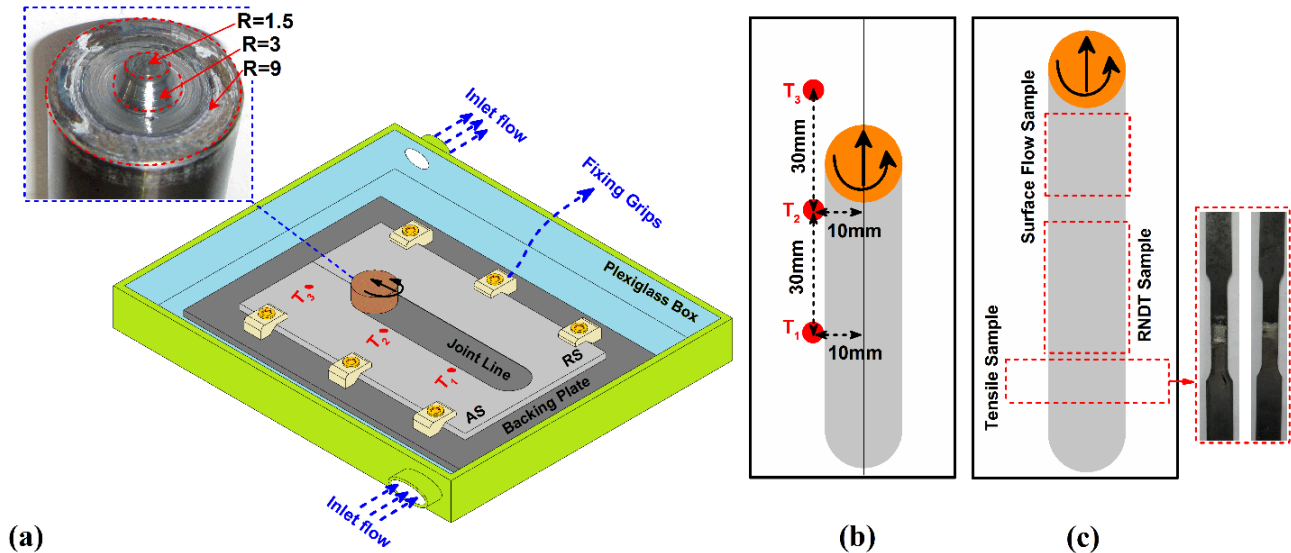 R=1.5
R=3
R=9
Inlet flow
Fixing Grips
Plexiglass Box
T3
T2
T1
Joint Line
RS
AS
Backing Plate
Inlet flow
(a)
T3
30mm
T2
10mm
30mm
T1
10mm
(b)
Surface Flow Sample
RNDT Sample
Tensile Sample
(c)